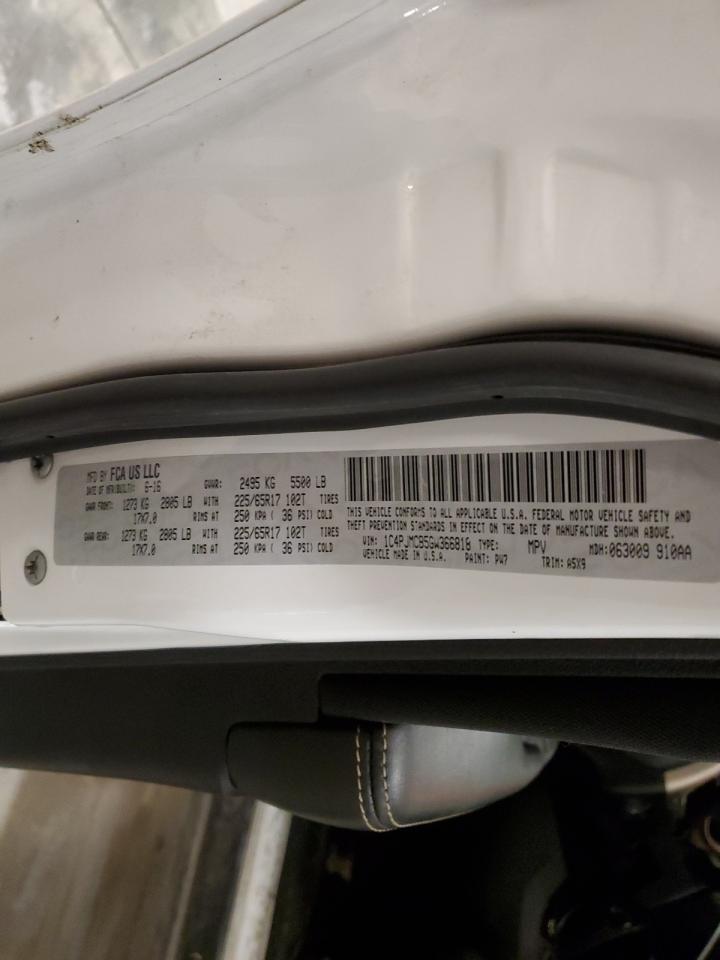 MFD BY FCA US LLC
DATE OF MFR(BUILT): 6-16 GVWR: 2495 KG 5500 LB
GAWR FRONT: 1273 KG 2805 LB WITH 225/65R17 102T TIRES
17X7.0 RIMS AT 250 KPA ( 36 PSI) COLD
GAWR REAR: 1273 KG 2805 LB WITH 225/65R17 102T TIRES
17X7.0 RIMS AT 250 KPA ( 36 PSI) COLD
THIS VEHICLE CONFORMS TO ALL APPLICABLE U.S.A. FEDERAL MOTOR VEHICLE SAFETY AND
THEFT PREVENTION STANDARDS IN EFFECT ON THE DATE OF MANUFACTURE SHOWN ABOVE.
VIN: 1C4PJMCB5GW366818 TYPE: MPV MDH: 063009 910AA
VEHICLE MADE IN U.S.A. PAINT: PW7 TRIM: A5X9